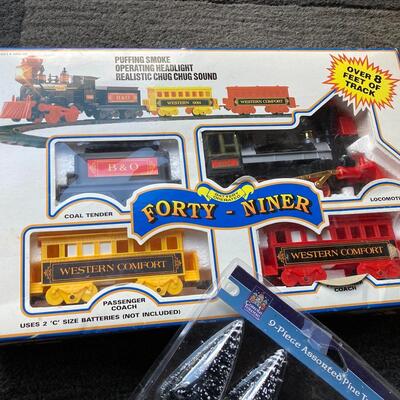 PUFFING SMOKE
OPERATING HEADLIGHT
REALISTIC CHUG CHUG SOUND
OVER 8
FEET OF
TRACK
B&O
WESTERN
WESTERN COMFORT
B&O
COAL TENDER
LOCOMOTI
FORTY - NINER
WESTERN COMFORT
WESTERN COMFORT
PASSENGER
COACH
COACH
USES 2 'C' SIZE BATTERIES (NOT INCLUDED)
9-Piece Assorted Pine T